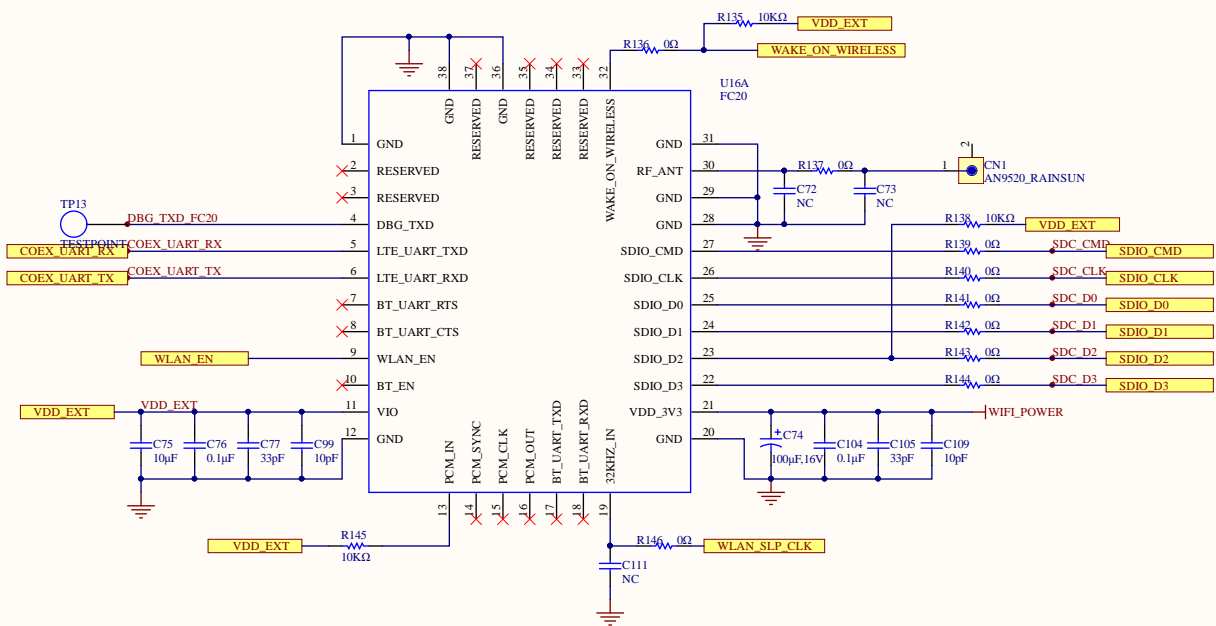 R135 10KΩ VDD_EXT
R136 0Ω WAKE_ON_WIRELESS
38 37 36 35 34 33 32
U16A
FC20
GND RESERVED GND RESERVED RESERVED RESERVED WAKE_ON_WIRELESS
1 GND GND 31
2 RESERVED RF_ANT 30 R137 0Ω 1 2 CN1
AN9520_RAINSUN
C72
NC
C73
NC
3 RESERVED GND 29
TP13
TESTPOINT
DBG_TXD_FC20 4 DBG_TXD GND 28 R138 10KΩ VDD_EXT
COEX_UART_RX COEX_UART_RX 5 LTE_UART_TXD SDIO_CMD 27 R139 0Ω SDC_CMD SDIO_CMD
COEX_UART_TX COEX_UART_TX 6 LTE_UART_RXD SDIO_CLK 26 R140 0Ω SDC_CLK SDIO_CLK
7 BT_UART_RTS SDIO_D0 25 R141 0Ω SDC_D0 SDIO_D0
8 BT_UART_CTS SDIO_D1 24 R142 0Ω SDC_D1 SDIO_D1
WLAN_EN 9 WLAN_EN SDIO_D2 23 R143 0Ω SDC_D2 SDIO_D2
10 BT_EN SDIO_D3 22 R144 0Ω SDC_D3 SDIO_D3
VDD_EXT VDD_EXT 11 VIO VDD_3V3 21 WIFI_POWER
12 GND GND 20
C75
10μF
C76
0.1μF
C77
33pF
C99
10pF
C74
100μF,16V
C104
0.1μF
C105
33pF
C109
10pF
PCM_IN PCM_SYNC PCM_CLK PCM_OUT BT_UART_TXD BT_UART_RXD 32KHZ_IN
13 14 15 16 17 18 19
VDD_EXT R145
10KΩ
R146 0Ω WLAN_SLP_CLK
C111
NC